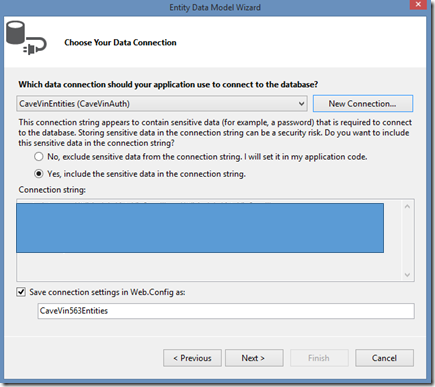 Entity Data Model Wizard
Choose Your Data Connection
Which data connection should your application use to connect to the database?
CaveVinEntities (CaveVinAuth)
New Connection...
This connection string appears to contain sensitive data (for example, a password) that is required to connect
to the database. Storing sensitive data in the connection string can be a security risk. Do you want to include
this sensitive data in the connection string?
No, exclude sensitive data from the connection string. I will set it in my application code.
Yes, include the sensitive data in the connection string.
Connection string:
Save connection settings in Web.Config as:
CaveVin563Entities
< Previous
Next >
Finish
Cancel